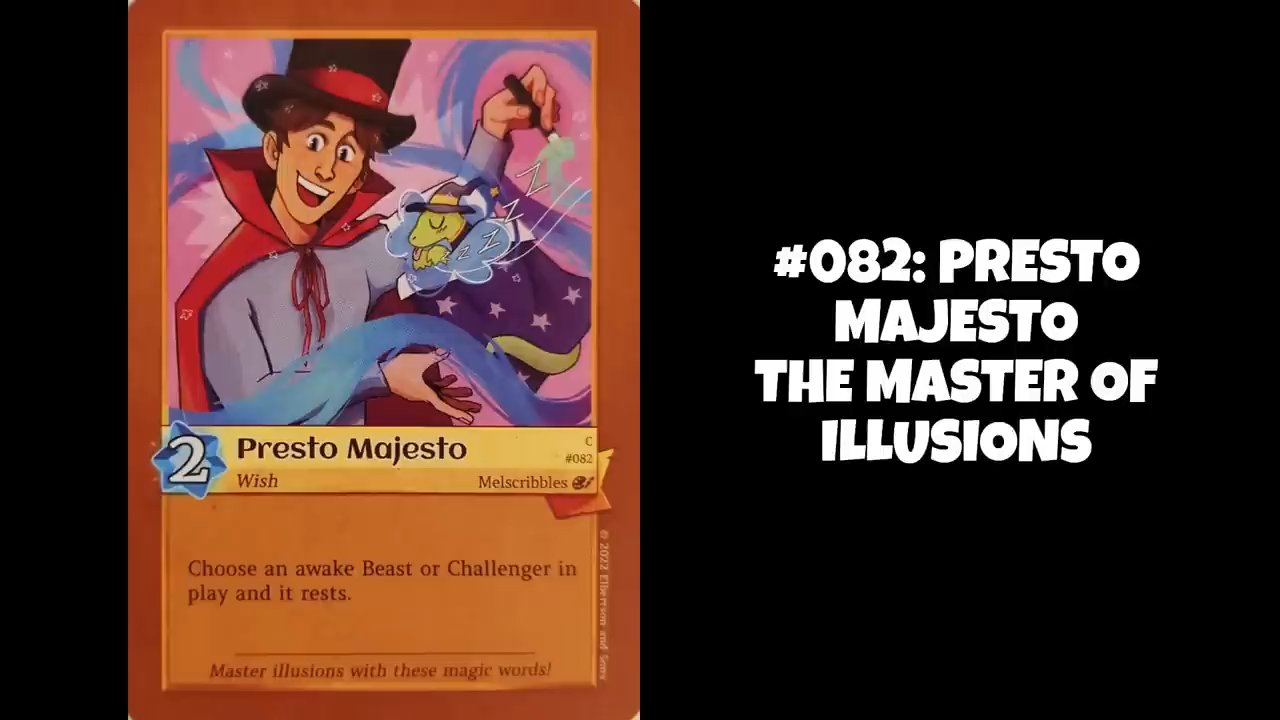 Z
Z
Z
Z
2
Presto Majesto
C
#082
Wish
Melscribbles
Choose an awake Beast or Challenger in
play and it rests.
Master illusions with these magic words!
© 2022 Elbertson and Sons
#082: PRESTO
MAJESTO
THE MASTER OF
ILLUSIONS